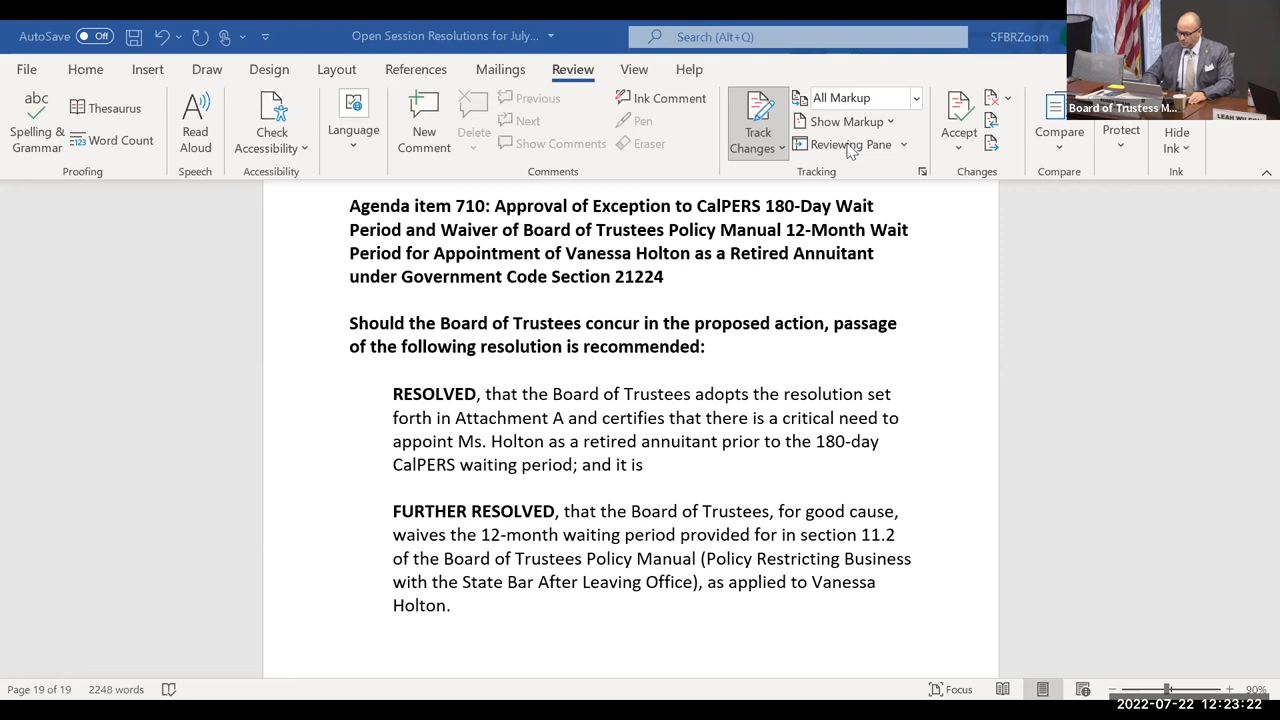 AutoSave Off
Open Session Resolutions for July...
Search (Alt+Q)
SFBRZoom
File Home Insert Draw Design Layout References Mailings Review View Help
abc
Spelling & Grammar
Thesaurus
Word Count
Proofing
Read Aloud
Speech
Check Accessibility
Accessibility
Language
New Comment
Delete
Previous
Next
Show Comments
Ink Comment
Pen
Eraser
Comments
Track Changes
All Markup
Show Markup
Reviewing Pane
Tracking
Accept
Changes
Compare
Compare
Protect
Hide Ink
Ink
Board of Trustess M...
LEAH WILSON
Agenda item 710: Approval of Exception to CalPERS 180-Day Wait
Period and Waiver of Board of Trustees Policy Manual 12-Month Wait
Period for Appointment of Vanessa Holton as a Retired Annuitant
under Government Code Section 21224
Should the Board of Trustees concur in the proposed action, passage
of the following resolution is recommended:
RESOLVED, that the Board of Trustees adopts the resolution set
forth in Attachment A and certifies that there is a critical need to
appoint Ms. Holton as a retired annuitant prior to the 180-day
CalPERS waiting period; and it is
FURTHER RESOLVED, that the Board of Trustees, for good cause,
waives the 12-month waiting period provided for in section 11.2
of the Board of Trustees Policy Manual (Policy Restricting Business
with the State Bar After Leaving Office), as applied to Vanessa
Holton.
Page 19 of 19 2248 words
Focus
90%
2022-07-22 12:23:22